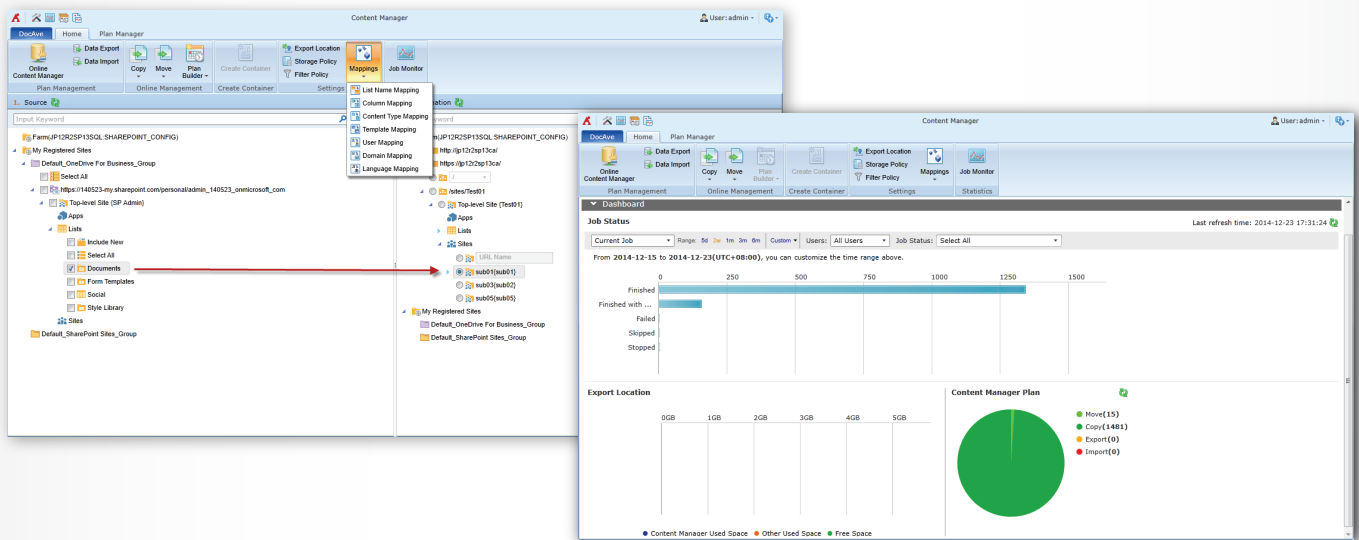 Content Manager
User: admin
DocAve Home Plan Manager
Online Content Manager
Data Export
Data Import
Copy
Move
Plan Builder
Create Container
Export Location
Storage Policy
Filter Policy
Mappings
Job Monitor
Plan Management Online Management Create Container Settings
List Name Mapping
Column Mapping
Content Type Mapping
Template Mapping
User Mapping
Domain Mapping
Language Mapping
1. Source
Input Keyword
Farm(JP12R2SP13SQL:SHAREPOINT_CONFIG)
My Registered Sites
Default_OneDrive For Business_Group
Select All
https://140523-my.sharepoint.com/personal/admin_140523_onmicrosoft_com
Top-level Site {SP Admin}
Apps
Lists
Include New
Select All
Documents
Form Templates
Social
Style Library
Sites
Default_SharePoint Sites_Group
ination
eyword
m(JP12R2SP13SQL:SHAREPOINT_CONFIG)
http://jp12r2sp13ca/
https://jp12r2sp13ca/
/
/sites/Test01
Top-level Site {Test01}
Apps
Lists
Sites
URL Name
sub01(sub01)
sub03(sub02)
sub05(sub05)
My Registered Sites
Default_OneDrive For Business_Group
Default_SharePoint Sites_Group
Content Manager
User: admin
DocAve Home Plan Manager
Online Content Manager
Data Export
Data Import
Copy
Move
Plan Builder
Create Container
Export Location
Storage Policy
Filter Policy
Mappings
Job Monitor
Plan Management Online Management Create Container Settings Statistics
Dashboard
Job Status
Last refresh time: 2014-12-23 17:31:24
Current Job Range: 5d 2w 1m 3m 6m Custom Users: All Users Job Status: Select All
From 2014-12-15 to 2014-12-23(UTC+08:00), you can customize the time range above.
0 250 500 750 1000 1250 1500
Finished
Finished with ...
Failed
Skipped
Stopped
Export Location
0GB 1GB 2GB 3GB 4GB 5GB
Content Manager Used Space Other Used Space Free Space
Content Manager Plan
Move(15)
Copy(1481)
Export(0)
Import(0)